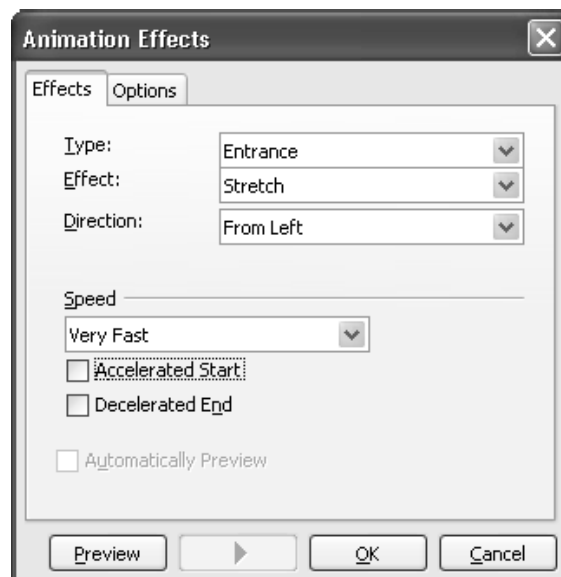 Animation Effects
Effects Options
Type: Entrance
Effect: Stretch
Direction: From Left
Speed
Very Fast
Accelerated Start
Decelerated End
Automatically Preview
Preview OK Cancel